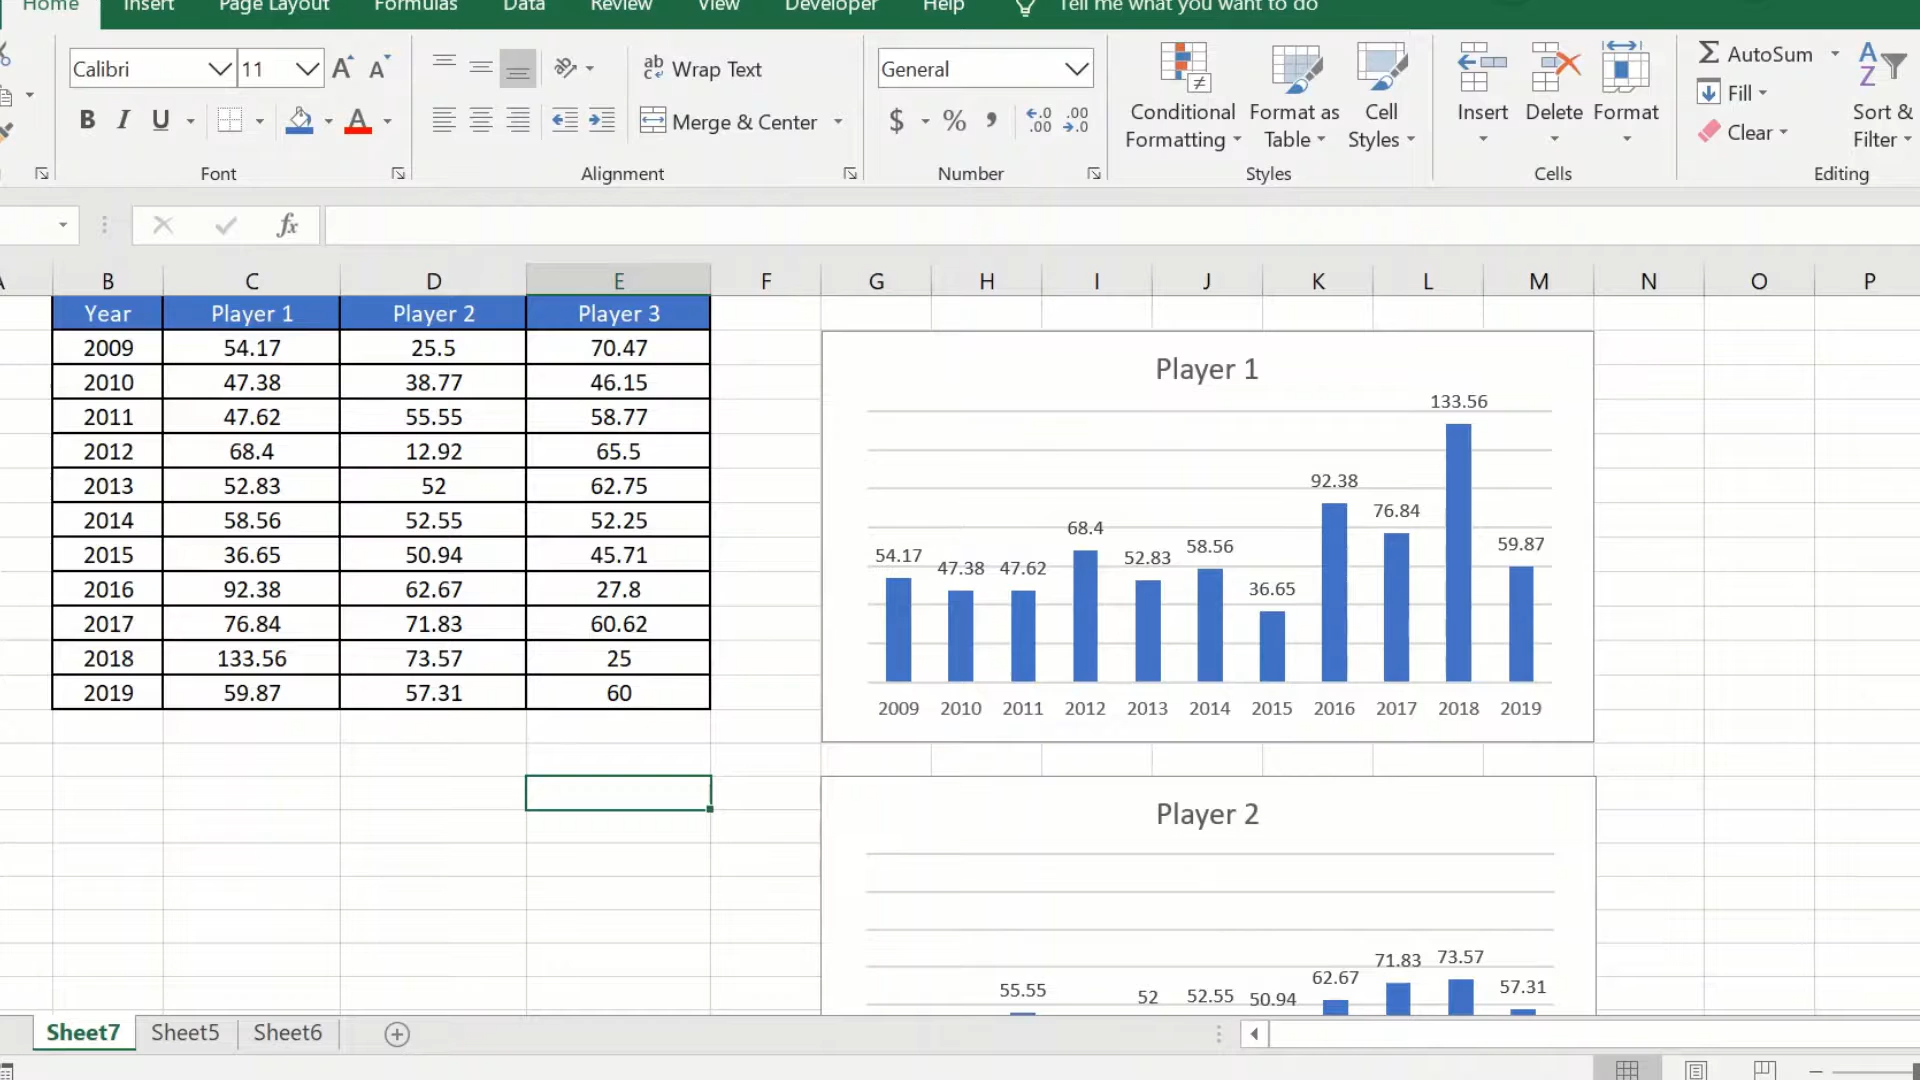 Home Insert Page Layout Formulas Data Review View Developer Help Tell me what you want to do
Calibri 11 A A ab Wrap Text General AutoSum
Fill
B I U A Merge & Center $ % , .00 .0 Conditional Formatting Format as Table Cell Styles Insert Delete Format Clear Sort & Filter
Font Alignment Number Styles Cells Editing
fx
A B C D E F G H I J K L M N O P
Year Player 1 Player 2 Player 3
2009 54.17 25.5 70.47
2010 47.38 38.77 46.15
2011 47.62 55.55 58.77
2012 68.4 12.92 65.5
2013 52.83 52 62.75
2014 58.56 52.55 52.25
2015 36.65 50.94 45.71
2016 92.38 62.67 27.8
2017 76.84 71.83 60.62
2018 133.56 73.57 25
2019 59.87 57.31 60
Player 1
54.17 47.38 47.62 68.4 52.83 58.56 36.65 92.38 76.84 133.56 59.87
2009 2010 2011 2012 2013 2014 2015 2016 2017 2018 2019
Player 2
55.55 52 52.55 50.94 62.67 71.83 73.57 57.31
Sheet7 Sheet5 Sheet6